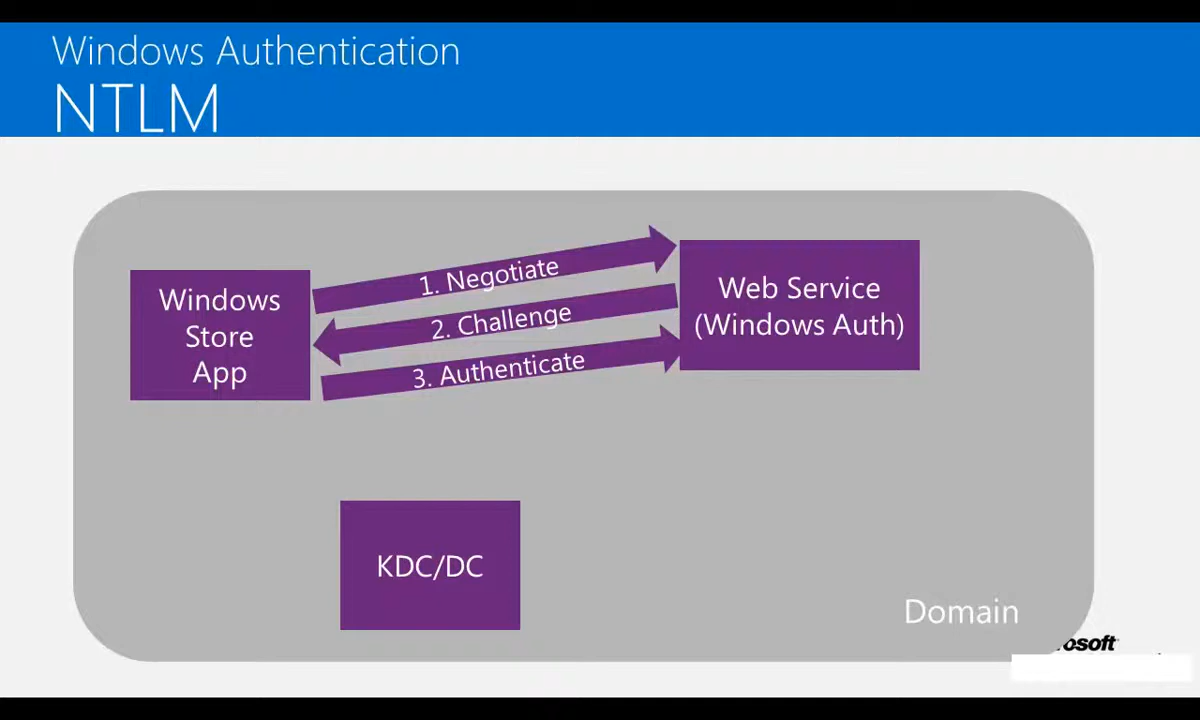 Windows Authentication
NTLM
Windows
Store
App
1. Negotiate
2. Challenge
3. Authenticate
Web Service
(Windows Auth)
KDC/DC
Domain
osoft